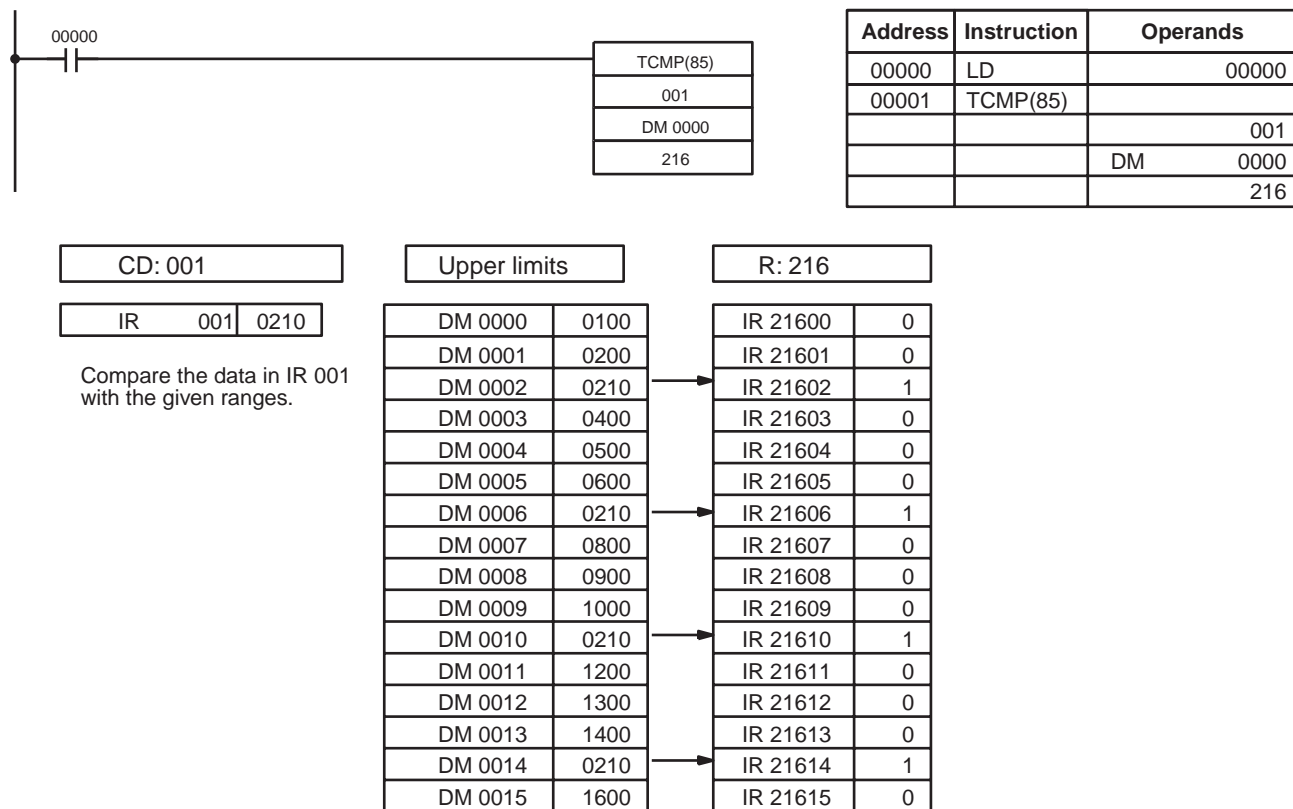 00000
TCMP(85)
001
DM 0000
216
Address Instruction Operands
00000 LD 00000
00001 TCMP(85)
001
DM 0000
216
CD: 001
IR 001 0210
Compare the data in IR 001
with the given ranges.
Upper limits
R: 216
DM 0000 0100 IR 21600 0
DM 0001 0200 IR 21601 0
DM 0002 0210 IR 21602 1
DM 0003 0400 IR 21603 0
DM 0004 0500 IR 21604 0
DM 0005 0600 IR 21605 0
DM 0006 0210 IR 21606 1
DM 0007 0800 IR 21607 0
DM 0008 0900 IR 21608 0
DM 0009 1000 IR 21609 0
DM 0010 0210 IR 21610 1
DM 0011 1200 IR 21611 0
DM 0012 1300 IR 21612 0
DM 0013 1400 IR 21613 0
DM 0014 0210 IR 21614 1
DM 0015 1600 IR 21615 0